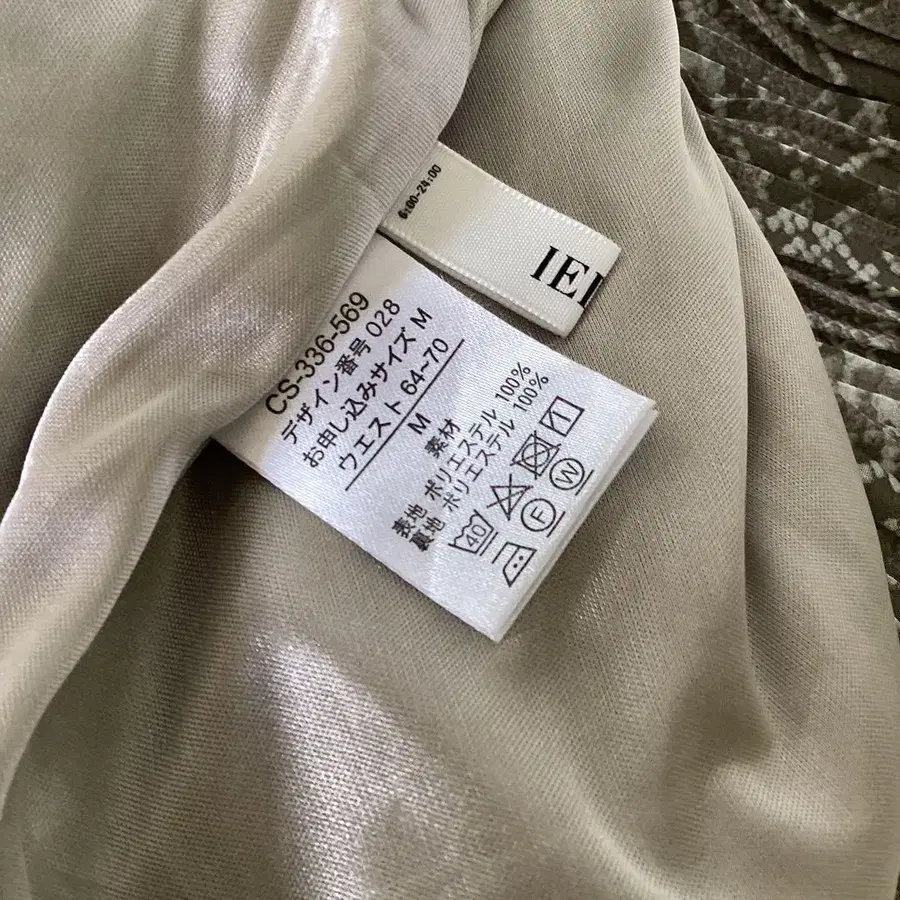 6:00-24:00
IEI
CS-336-569
デザイン番号 028
お申し込みサイズ M
ウエスト 64~70
M
素材
表地 ポリエステル 100%
裏地 ポリエステル 100%
40
F W